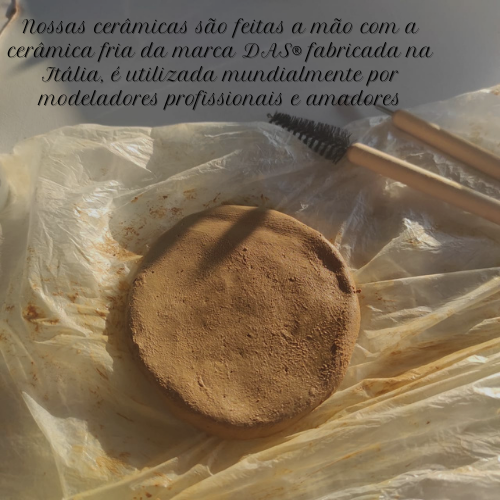 Nossas cerâmicas são feitas a mão com a
cerâmica fria da marca DAS® fabricada na
Itália, é utilizada mundialmente por
modeladores profissionais e amadores